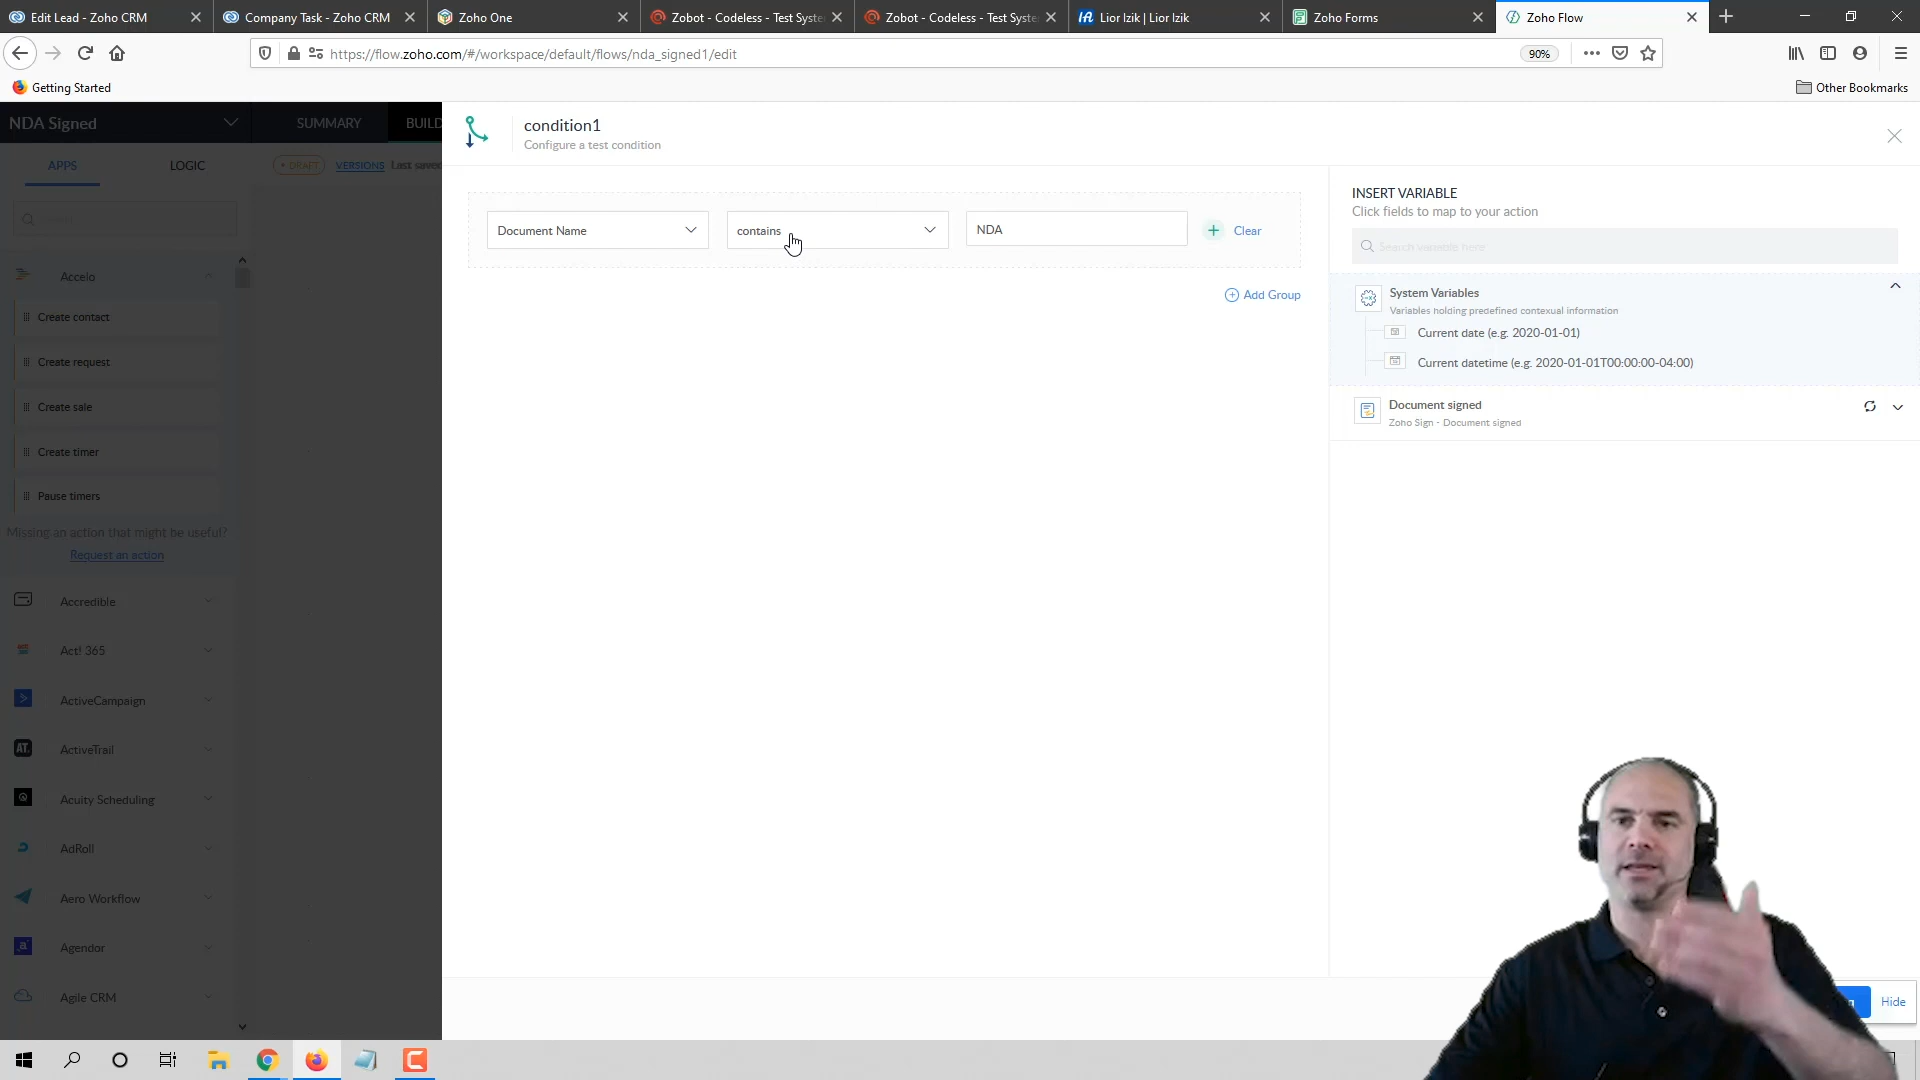 Edit Lead - Zoho CRM
Company Task - Zoho CRM
Zoho One
Zobot - Codeless - Test Syste
Zobot - Codeless - Test Syste
Lior Izik | Lior Izik
Zoho Forms
Zoho Flow
https://flow.zoho.com/#/workspace/default/flows/nda_signed1/edit
90%
Getting Started
Other Bookmarks
NDA Signed
SUMMARY
BUILD
condition1
Configure a test condition
APPS
LOGIC
DRAFT
VERSIONS
Last saved
INSERT VARIABLE
Click fields to map to your action
Search variable here
Document Name
contains
NDA
Clear
Add Group
Accelo
Create contact
Create request
Create sale
Create timer
Pause timers
Missing an action that might be useful?
Request an action
Accredible
Act! 365
ActiveCampaign
ActiveTrail
Acuity Scheduling
AdRoll
Aero Workflow
Agendor
Agile CRM
System Variables
Variables holding predefined contexual information
Current date (e.g. 2020-01-01)
Current datetime (e.g. 2020-01-01T00:00:00-04:00)
Document signed
Zoho Sign - Document signed
Hide